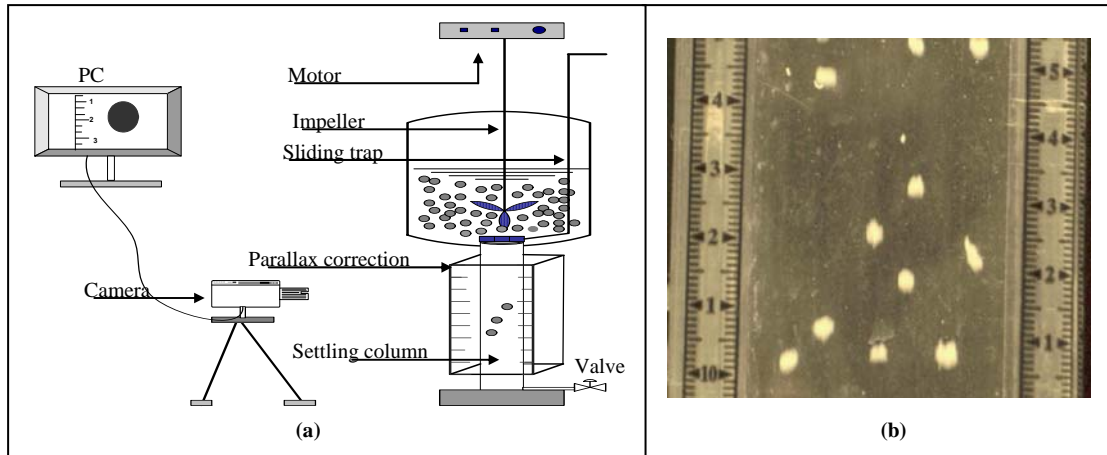 PC
1
2
3
Motor
Impeller
Sliding trap
Parallax correction
Camera
Settling column
Valve
(a)
4
3
2
1
10
5
4
3
2
1
(b)